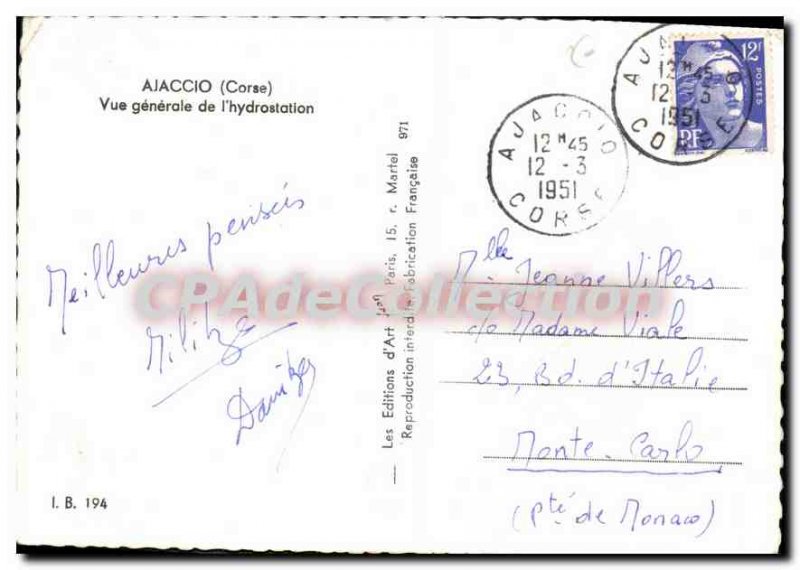 AJACCIO (Corse)
Vue générale de l'hydrostation
Meilleures pensées
Militza
I. B. 194
Les Editions d'Art Paris, 15, r. Martel 971
Reproduction interdite Fabrication Française
CPAdeCollection
AJACCIO
12 H 45
12 - 3
1951
CORSE
AJACCIO
12 H 45
12 - 3
1951
CORSE
12F
POSTES
RF
Mlle Jeanne Villers
c/o Madame Viale
23, Bd. d'Italie
Monte-Carlo
(Pté de Monaco)